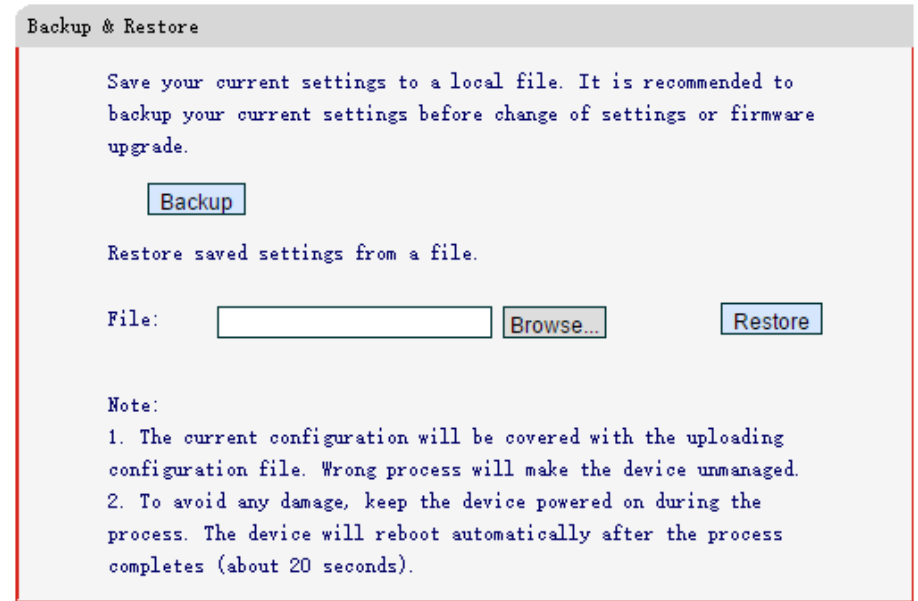 Backup & Restore
Save your current settings to a local file. It is recommended to
backup your current settings before change of settings or firmware
upgrade.
Backup
Restore saved settings from a file.
File: Browse... Restore
Note:
1. The current configuration will be covered with the uploading
configuration file. Wrong process will make the device unmanaged.
2. To avoid any damage, keep the device powered on during the
process. The device will reboot automatically after the process
completes (about 20 seconds).